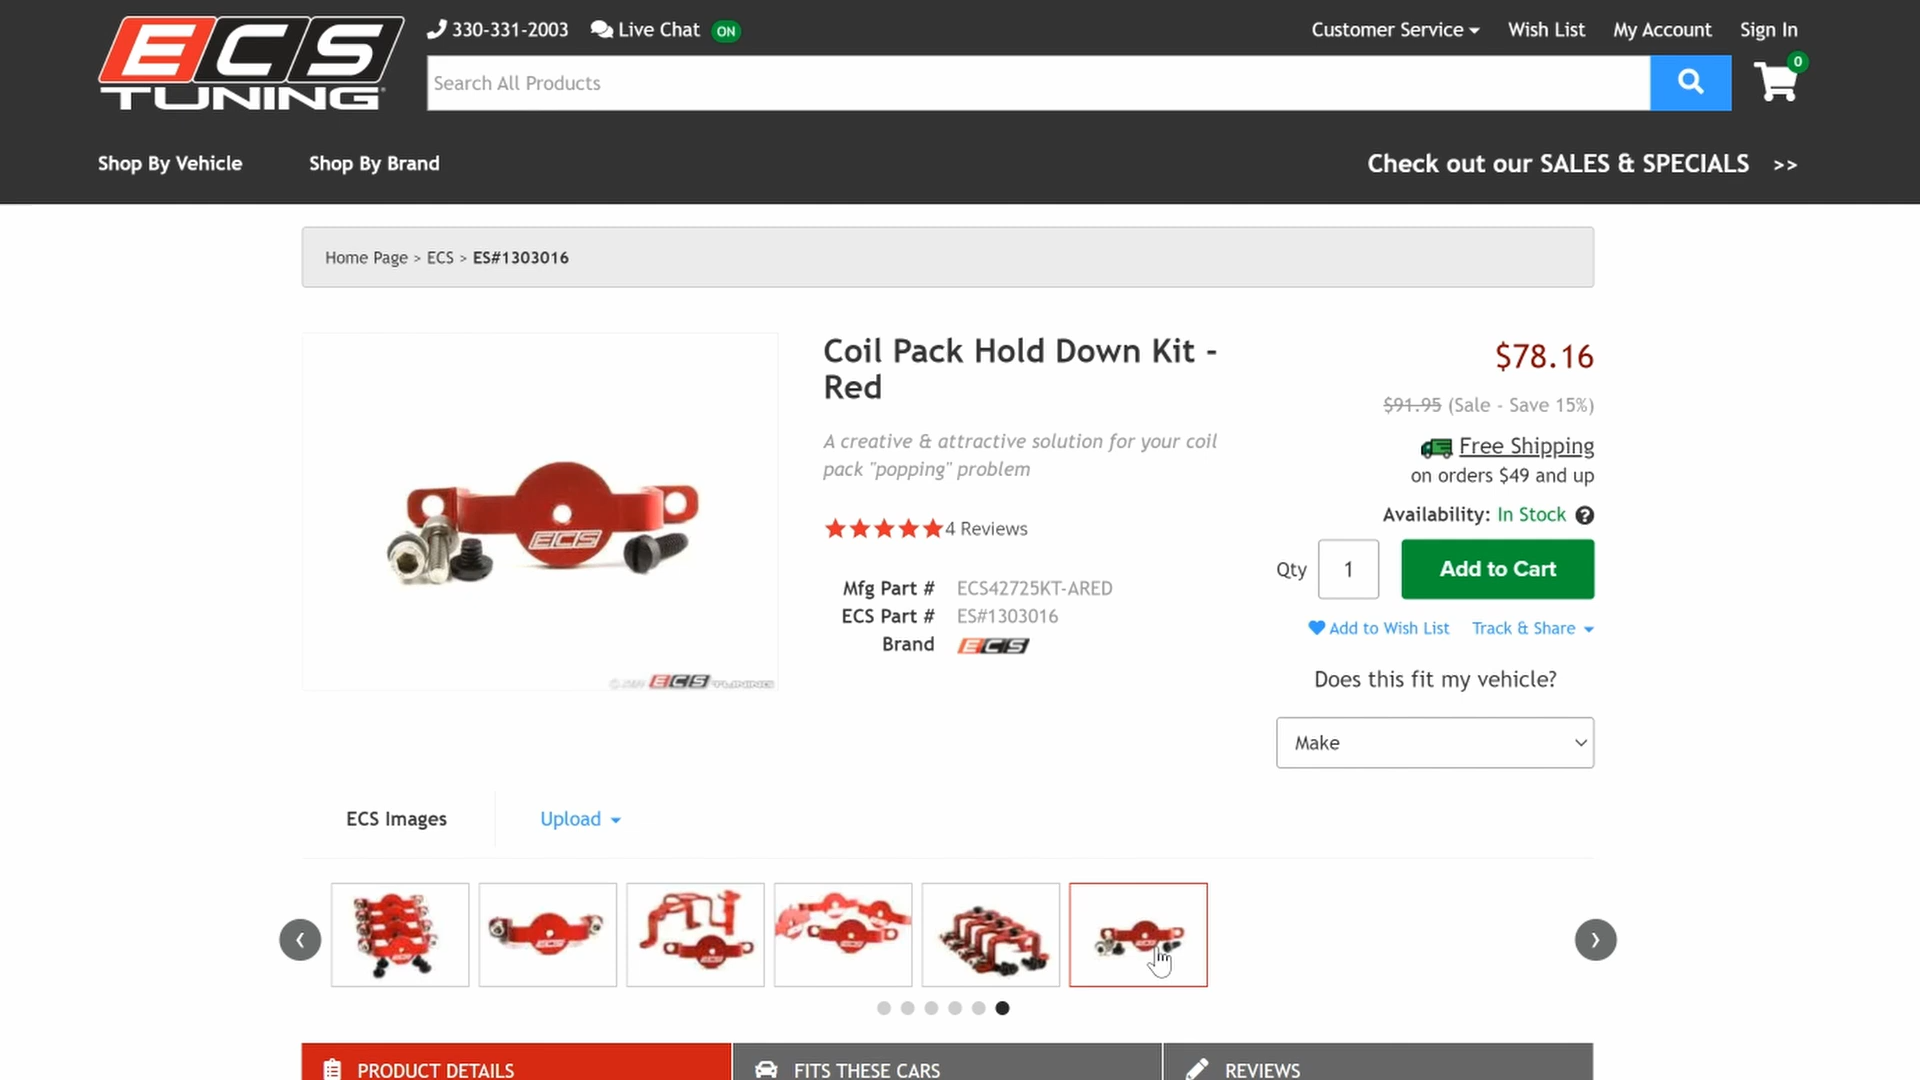 ECS
TUNING
330-331-2003
Live Chat ON
Customer Service
Wish List
My Account
Sign In
0
Search All Products
Shop By Vehicle
Shop By Brand
Check out our SALES & SPECIALS >>
Home Page > ECS > ES#1303016
Coil Pack Hold Down Kit -
Red
A creative & attractive solution for your coil
pack "popping" problem
4 Reviews
Mfg Part # ECS42725KT-ARED
ECS Part # ES#1303016
Brand ECS
$78.16
$91.95 (Sale - Save 15%)
Free Shipping
on orders $49 and up
Availability: In Stock ?
Qty 1 Add to Cart
Add to Wish List Track & Share
Does this fit my vehicle?
Make
ECS
ECS TUNING
ECS Images
Upload
PRODUCT DETAILS
FITS THESE CARS
REVIEWS